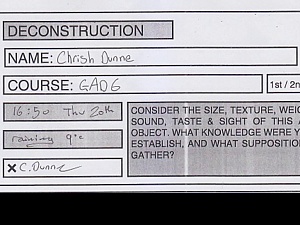 DECONSTRUCTION
NAME: Chrish Dunne
COURSE: GAD6
1st / 2n
16:50 Thu 20th
raining 9°c
x C. Dunne
CONSIDER THE SIZE, TEXTURE, WEIG
SOUND, TASTE & SIGHT OF THIS A
OBJECT. WHAT KNOWLEDGE WERE Y
ESTABLISH, AND WHAT SUPPOSITION
GATHER?